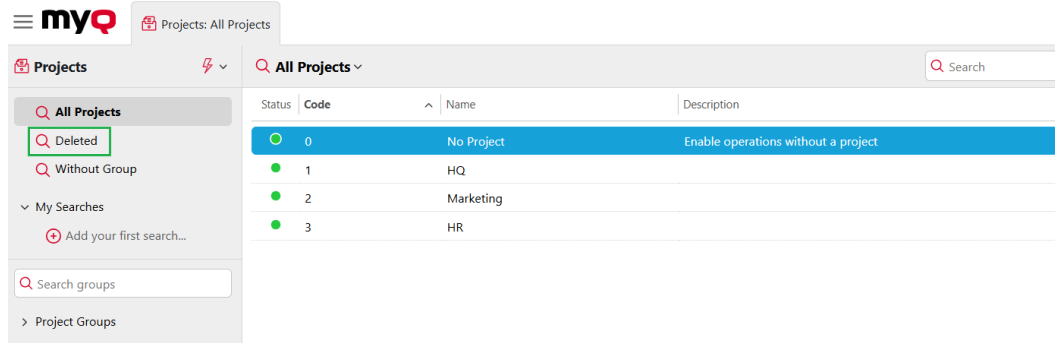 myQ
Projects: All Projects
Projects
All Projects
Deleted
Without Group
My Searches
Add your first search...
Search groups
Project Groups
All Projects
Search
Status Code Name Description
0 No Project Enable operations without a project
1 HQ
2 Marketing
3 HR